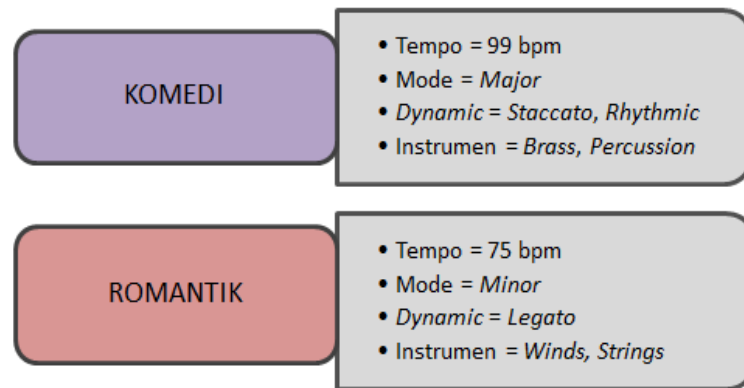 KOMEDI
• Tempo = 99 bpm
• Mode = Major
• Dynamic = Staccato, Rhythmic
• Instrumen = Brass, Percussion
ROMANTIK
• Tempo = 75 bpm
• Mode = Minor
• Dynamic = Legato
• Instrumen = Winds, Strings